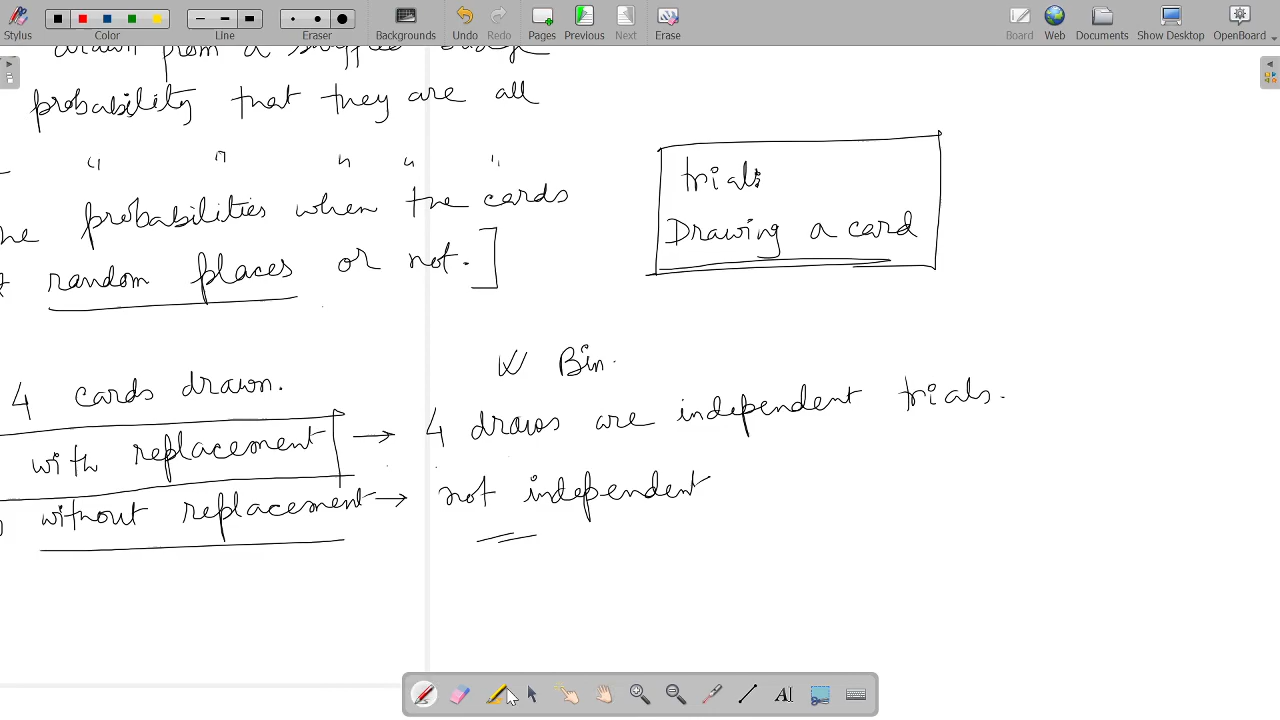 Stylus Color Line Eraser Backgrounds Undo Redo Pages Previous Next Erase Board Web Documents Show Desktop OpenBoard
drawn from a
probability that they are all
" " " " "
probabilities when the cards
random places or not.]
trials
Drawing a card
4 cards drawn.
Bin.
with replacement → 4 draws are independent trials.
without replacement → not independent